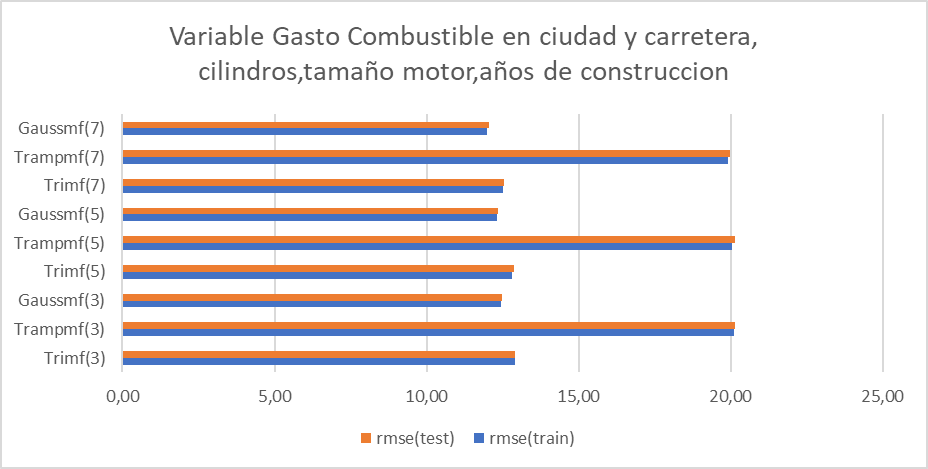 Variable Gasto Combustible en ciudad y carretera,
cilindros,tamaño motor,años de construccion
Gaussmf(7)
Trampmf(7)
Trimf(7)
Gaussmf(5)
Trampmf(5)
Trimf(5)
Gaussmf(3)
Trampmf(3)
Trimf(3)
0,00 5,00 10,00 15,00 20,00 25,00
rmse(test) rmse(train)